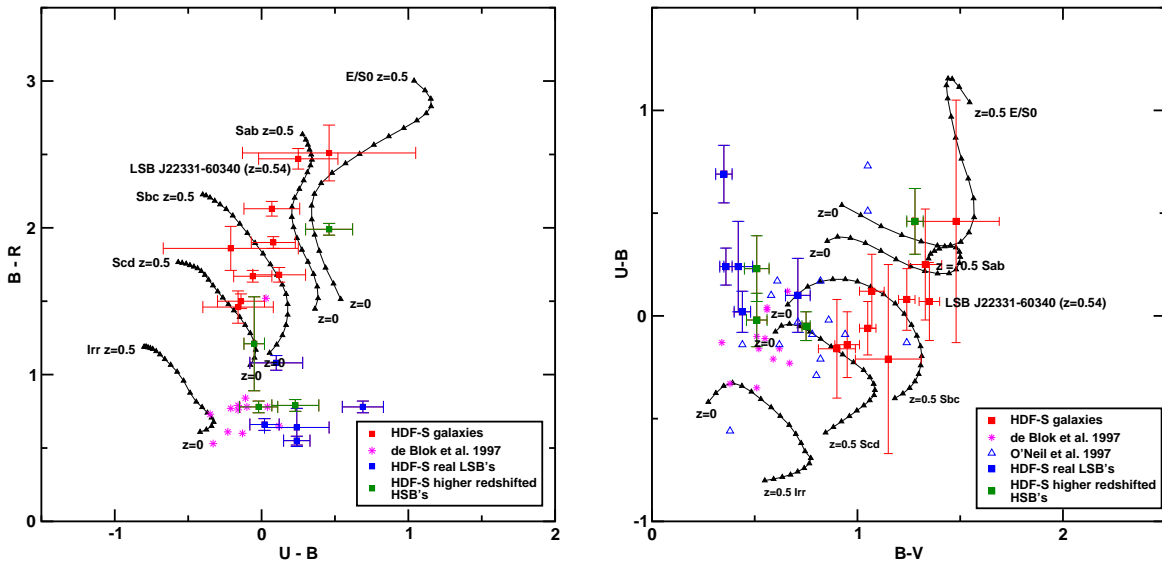 3
2
1
0
B - R
-1
0
1
2
U - B
E/S0 z=0.5
Sab z=0.5
LSB J22331-60340 (z=0.54)
Sbc z=0.5
Scd z=0.5
Irr z=0.5
z=0
z=0
z=0
z=0
z=0
HDF-S galaxies
de Blok et al. 1997
HDF-S real LSB's
HDF-S higher redshifted
HSB's
1
0
-1
U-B
0
1
2
B-V
z=0.5 E/S0
z=0
z=0
z = 0.5 Sab
LSB J22331-60340 (z=0.54)
z=0
z=0
z=0
z=0.5 Sbc
z=0.5 Scd
z=0.5 Irr
HDF-S galaxies
de Blok et al. 1997
O'Neil et al. 1997
HDF-S real LSB's
HDF-S higher redshifted
HSB's